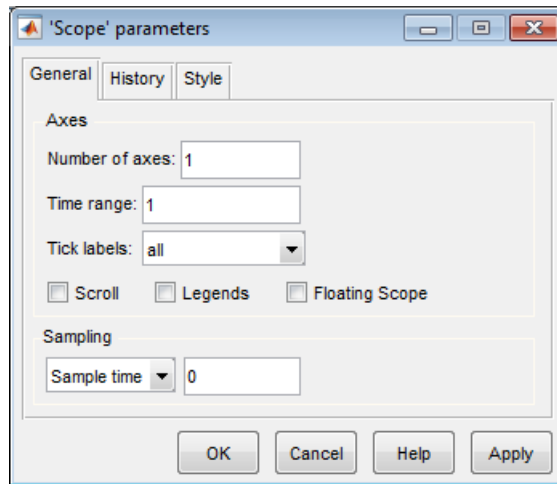 'Scope' parameters
General History Style
Axes
Number of axes: 1
Time range: 1
Tick labels: all
Scroll Legends Floating Scope
Sampling
Sample time 0
OK Cancel Help Apply